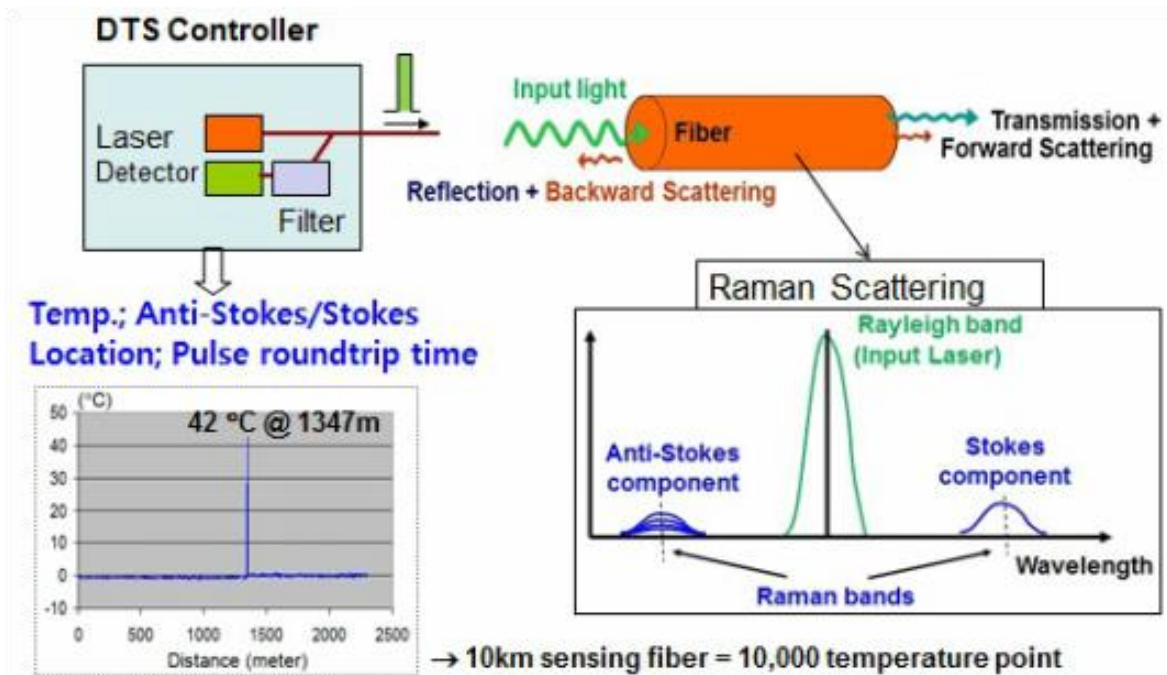 DTS Controller
Laser
Detector
Filter
Input light
Fiber
Transmission +
Forward Scattering
Reflection + Backward Scattering
Temp.; Anti-Stokes/Stokes
Location; Pulse roundtrip time
Raman Scattering
Rayleigh band
(Input Laser)
Anti-Stokes
component
Stokes
component
Wavelength
Raman bands
(°C)
42 °C @ 1347m
50
40
30
20
10
0
-10
0 500 1000 1500 2000 2500
Distance (meter)
→ 10km sensing fiber = 10,000 temperature point